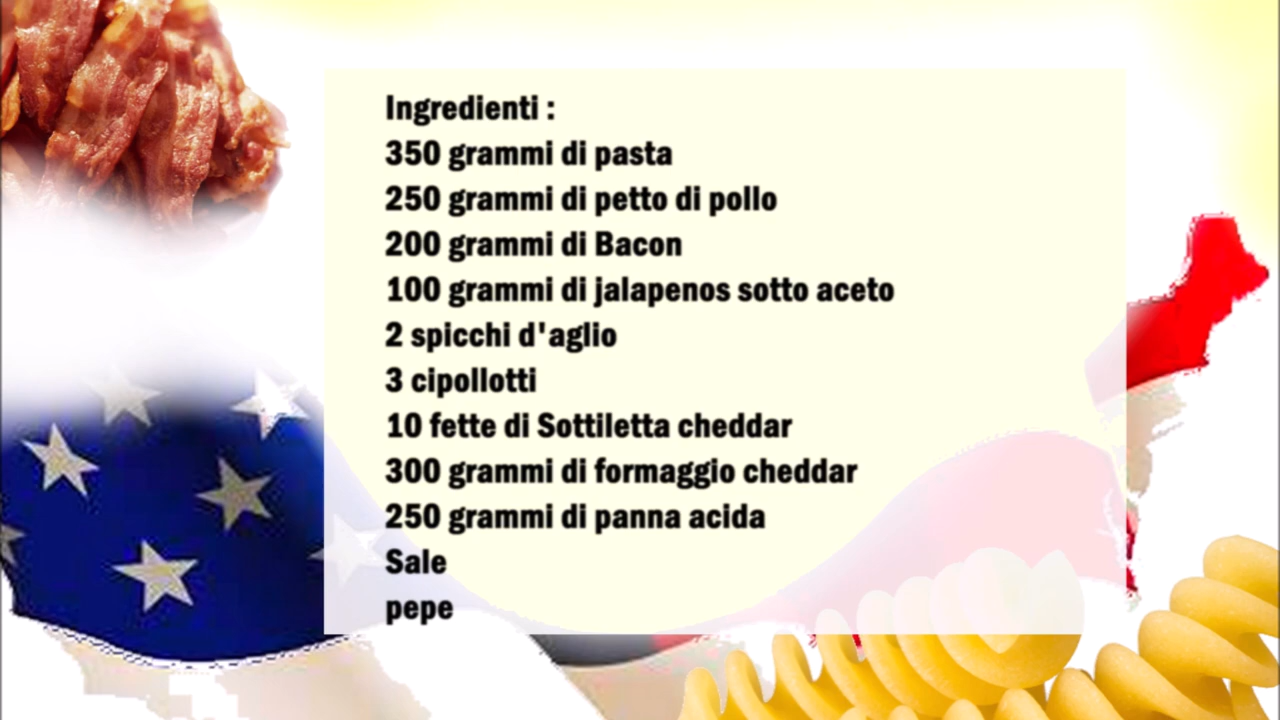 Ingredienti :
350 grammi di pasta
250 grammi di petto di pollo
200 grammi di Bacon
100 grammi di jalapenos sotto aceto
2 spicchi d'aglio
3 cipollotti
10 fette di Sottiletta cheddar
300 grammi di formaggio cheddar
250 grammi di panna acida
Sale
pepe